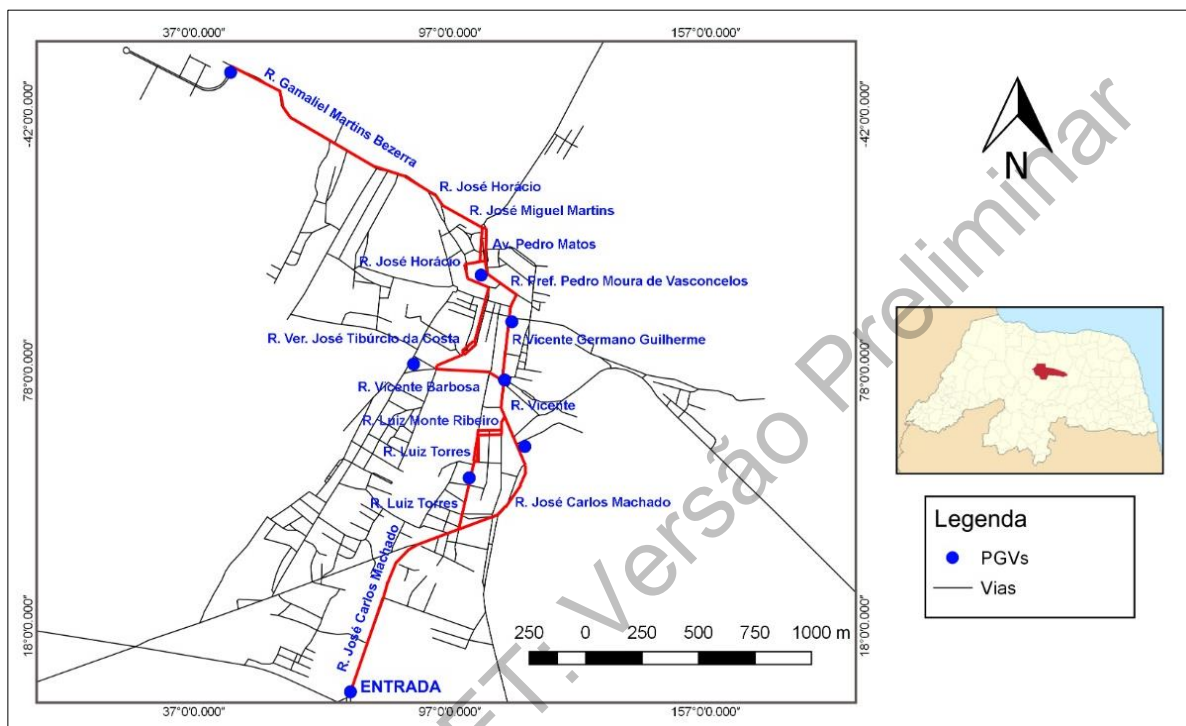 37°0'0.000"
97°0'0.000"
157°0'0.000"
-42°0'0.000"
-42°0'0.000"
R. Gamaliel Martins Bezerra
N
R. José Horácio
R. José Miguel Martins
Av. Pedro Matos
R. José Horácio
R. Pref. Pedro Moura de Vasconcelos
R. Ver. José Tibúrcio da Costa
R. Vicente Germano Guilherme
78°0'0.000"
78°0'0.000"
R. Vicente Barbosa
R. Vicente
R. Luiz Monte Ribeiro
R. Luiz Torres
R. Luiz Torres
R. José Carlos Machado
R. José Carlos Machado
Legenda
PGVs
Vias
18°0'0.000"
18°0'0.000"
250 0 250 500 750 1000 m
ENTRADA
37°0'0.000"
97°0'0.000"
157°0'0.000"
ET: Versão Preliminar